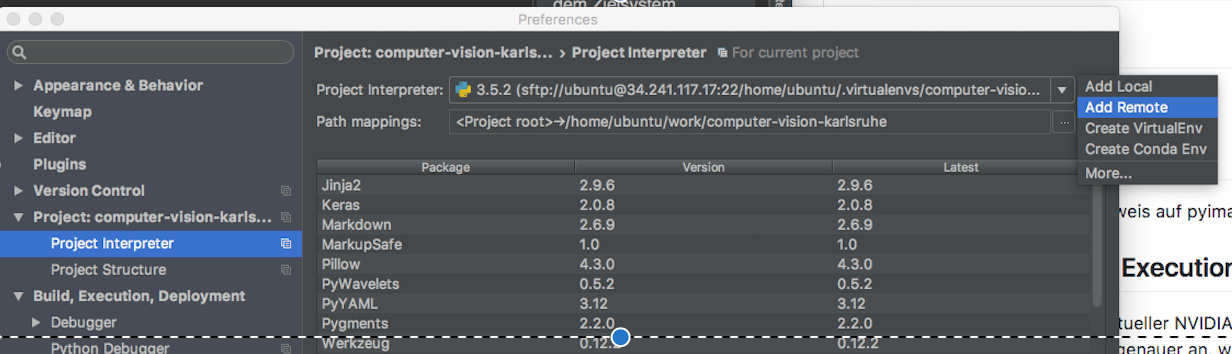 dem Zielsystem
Preferences
Project: computer-vision-karls... › Project Interpreter For current project
Appearance & Behavior
Keymap
Editor
Plugins
Version Control
Project: computer-vision-karls...
Project Interpreter
Project Structure
Build, Execution, Deployment
Debugger
Python Debugger
Project Interpreter: 3.5.2 (sftp://ubuntu@34.241.117.17:22/home/ubuntu/.virtualenvs/computer-visio...
Path mappings: <Project root>→/home/ubuntu/work/computer-vision-karlsruhe ...
Package Version Latest
Jinja2 2.9.6 2.9.6
Keras 2.0.8 2.0.8
Markdown 2.6.9 2.6.9
MarkupSafe 1.0 1.0
Pillow 4.3.0 4.3.0
PyWavelets 0.5.2 0.5.2
PyYAML 3.12 3.12
Pygments 2.2.0 2.2.0
Werkzeug 0.12.2 0.12.2
Add Local
Add Remote
Create VirtualEnv
Create Conda Env
More...
weis auf pyima
Execution
tueller NVIDIA
genauer an, w